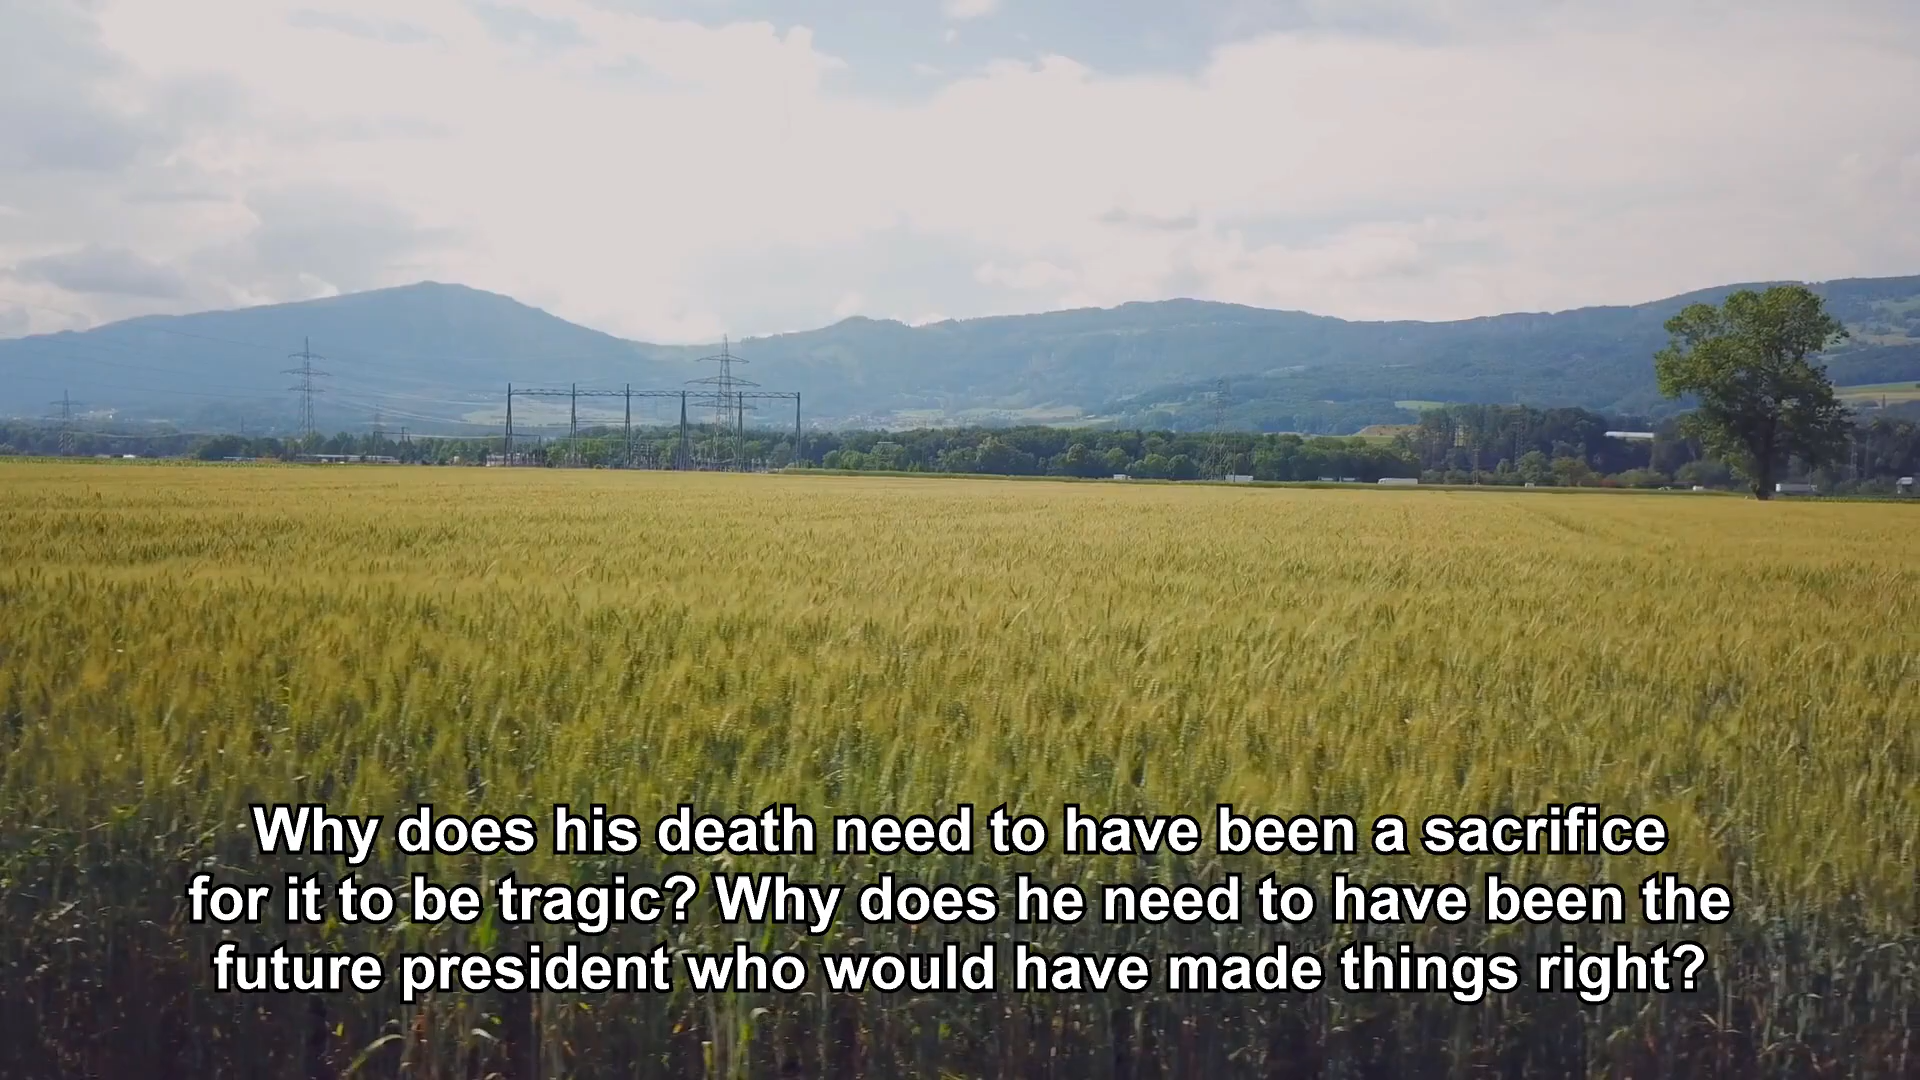 Why does his death need to have been a sacrifice
for it to be tragic? Why does he need to have been the
future president who would have made things right?